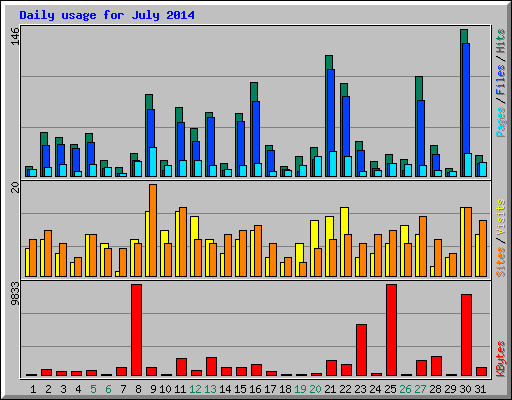 Daily usage for July 2014
146
Pages / Files / Hits
20
Sites / Visits
9833
KBytes
1 2 3 4 5 6 7 8 9 10 11 12 13 14 15 16 17 18 19 20 21 22 23 24 25 26 27 28 29 30 31